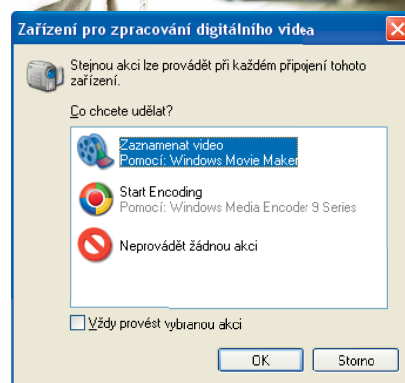 Zařízení pro zpracování digitálního videa
Stejnou akci lze provádět při každém připojení tohoto
zařízení.
Co chcete udělat?
Zaznamenat video
Pomocí: Windows Movie Maker
Start Encoding
Pomocí: Windows Media Encoder 9 Series
Neprovádět žádnou akci
Vždy provést vybranou akci
OK Storno